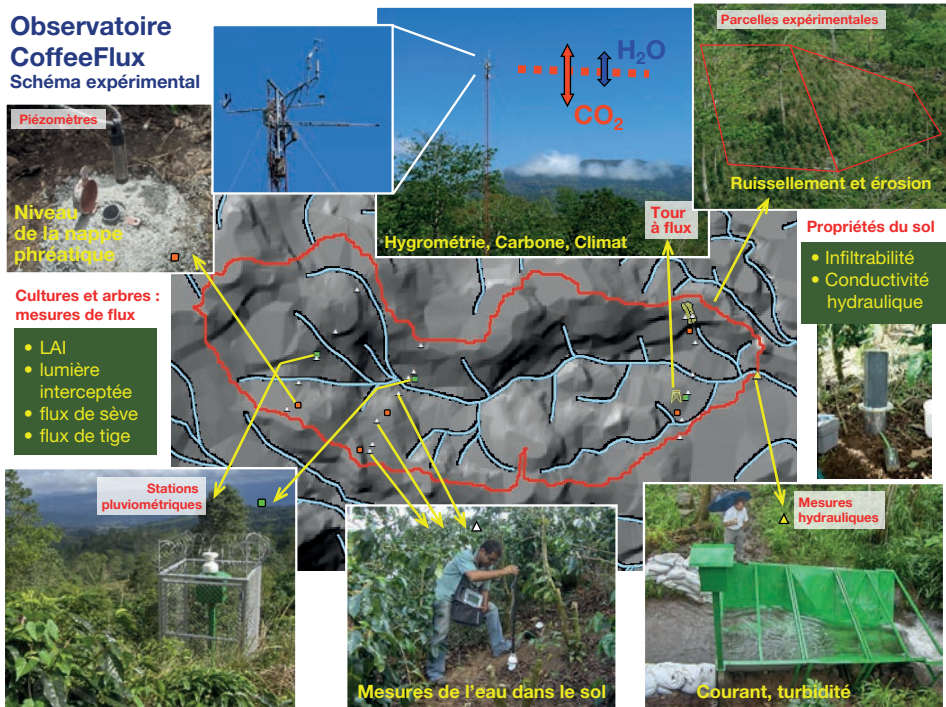 Observatoire
CoffeeFlux
Schéma expérimental
H₂O
CO₂
Hygrométrie, Carbone, Climat
Parcelles expérimentales
Ruissellement et érosion
Piézomètres
Niveau
de la nappe
phréatique
Tour
à flux
Propriétés du sol
• Infiltrabilité
• Conductivité
hydraulique
Cultures et arbres :
mesures de flux
• LAI
• lumière
interceptée
• flux de sève
• flux de tige
Stations
pluviométriques
Mesures de l'eau dans le sol
Mesures
hydrauliques
Courant, turbidité